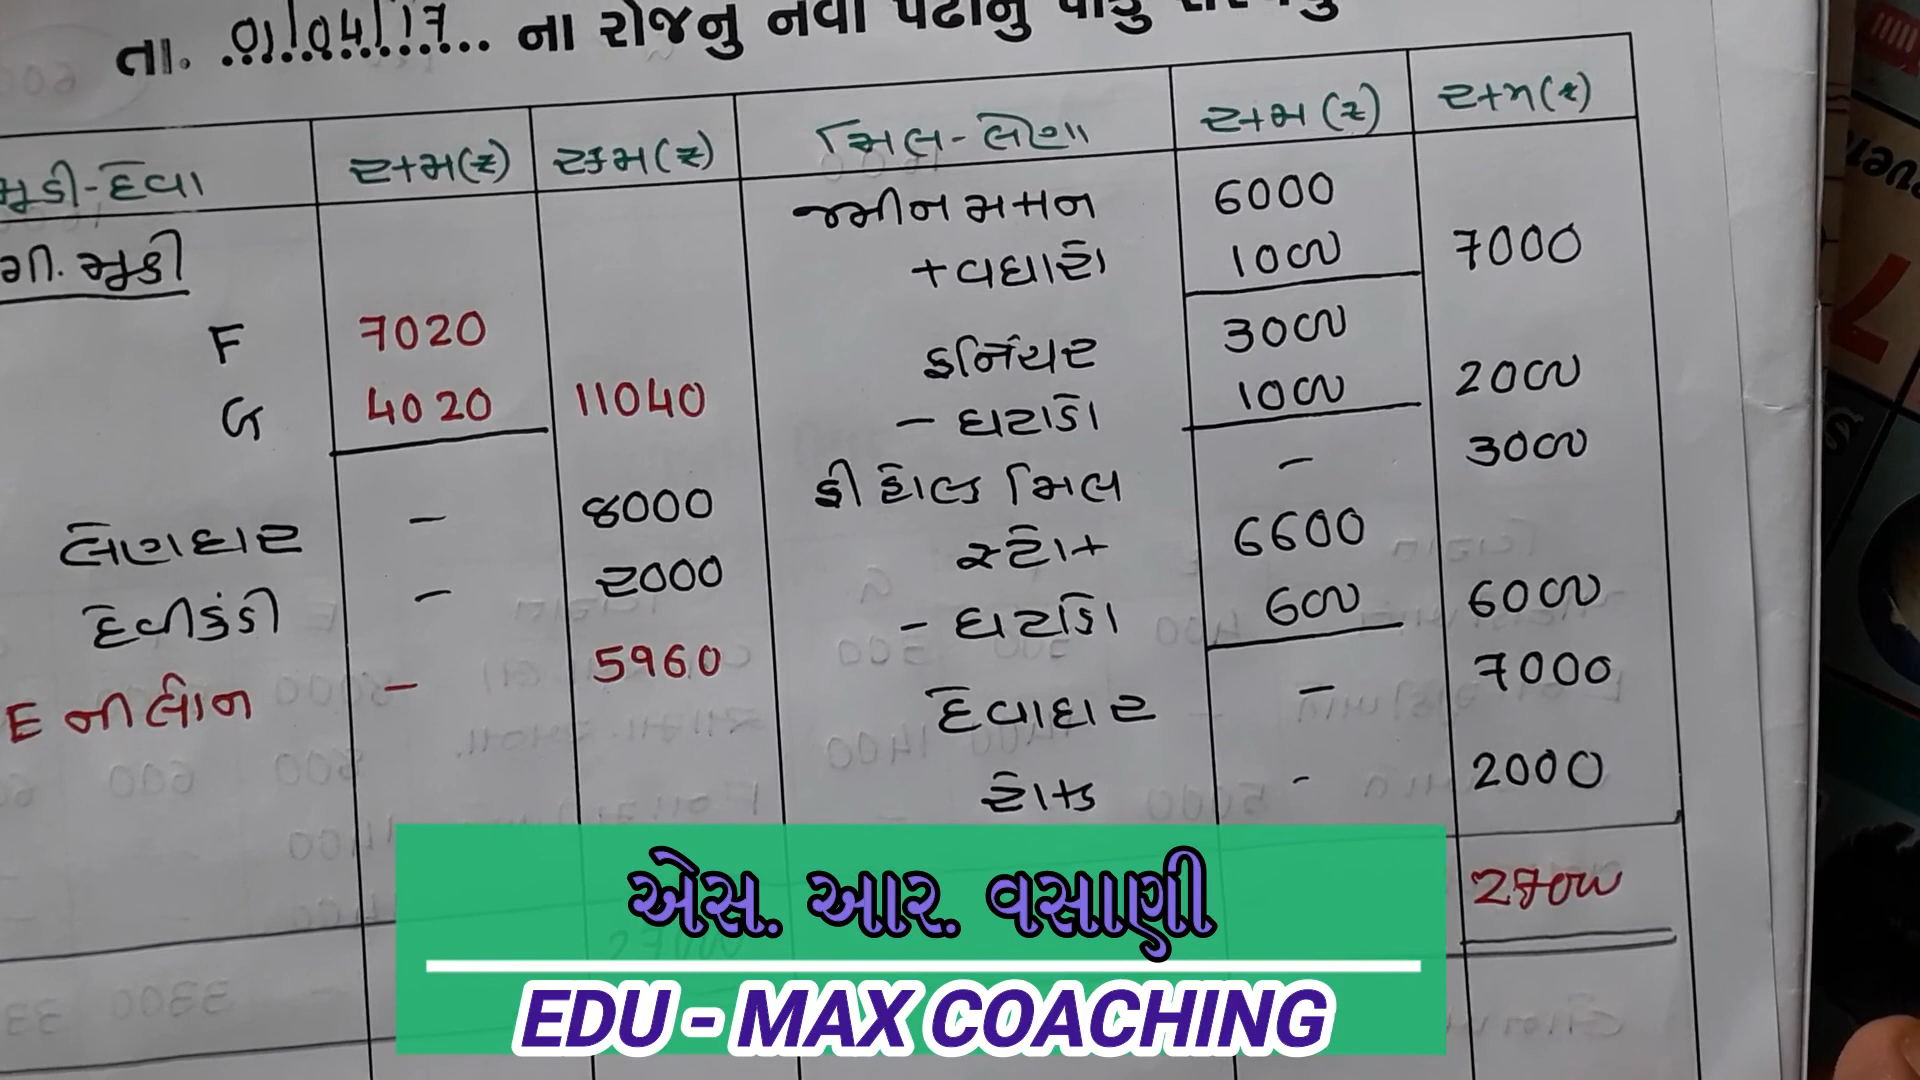 તા. 01/04/17 ના રોજનુ નવી પેઢીનુ પાકુ સરવૈયુ
મૂડી-દેવા રકમ(₹) રકમ(₹) મિલ-લેણા રકમ(₹) રકમ(₹)
જમીન મકાન 6000
ભા. મૂડી + વધારો 1000 7000
F 7020 ફર્નિચર 3000
G 4020 11040 - ઘટાડો 1000 2000
ફ્રી હોલ્ડ મિલ - 3000
લેણદાર - ૪000 સ્ટોક 6600
દેવીહુંડી - ૨000 - ઘટાડો 600 6000
E ની લોન - 5960 દેવાદાર - 7000
રોકડ - 2000
27000
એસ. આર. વસાણી
EDU - MAX COACHING